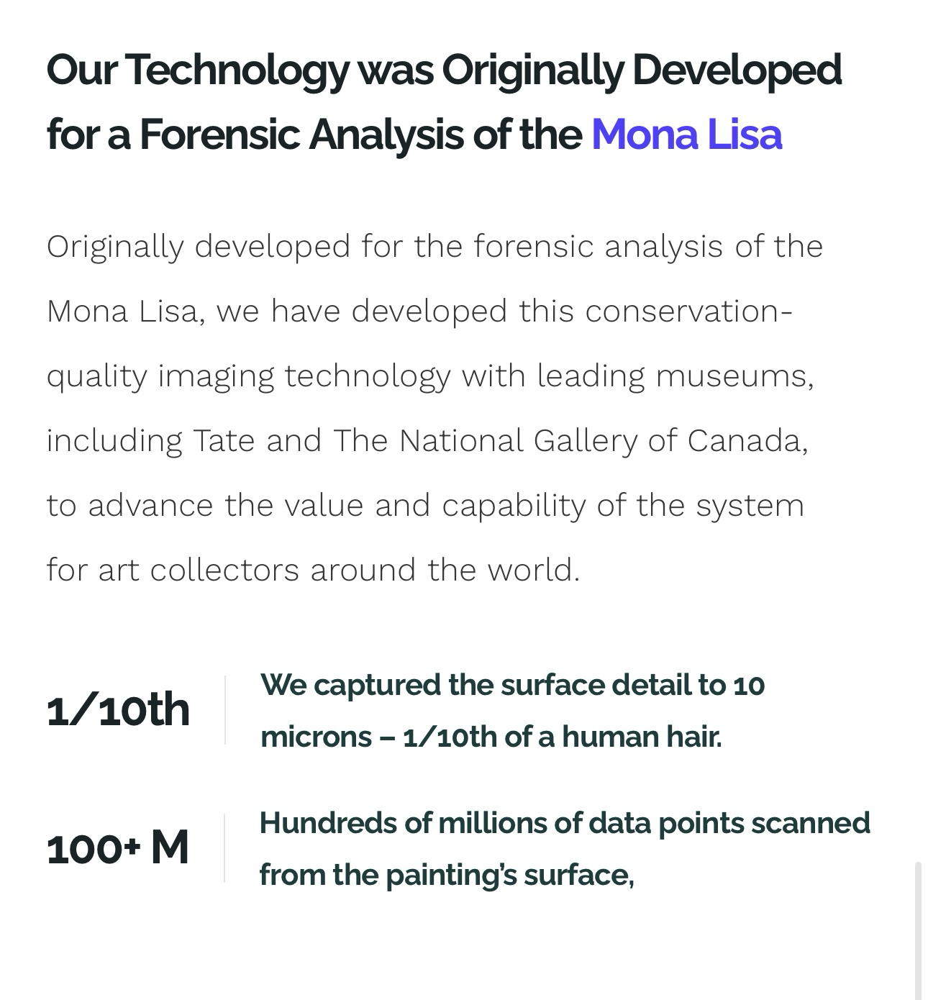 Our Technology was Originally Developed
for a Forensic Analysis of the Mona Lisa
Originally developed for the forensic analysis of the
Mona Lisa, we have developed this conservation-
quality imaging technology with leading museums,
including Tate and The National Gallery of Canada,
to advance the value and capability of the system
for art collectors around the world.
1/10th
We captured the surface detail to 10
microns – 1/10th of a human hair.
100+ M
Hundreds of millions of data points scanned
from the painting’s surface,